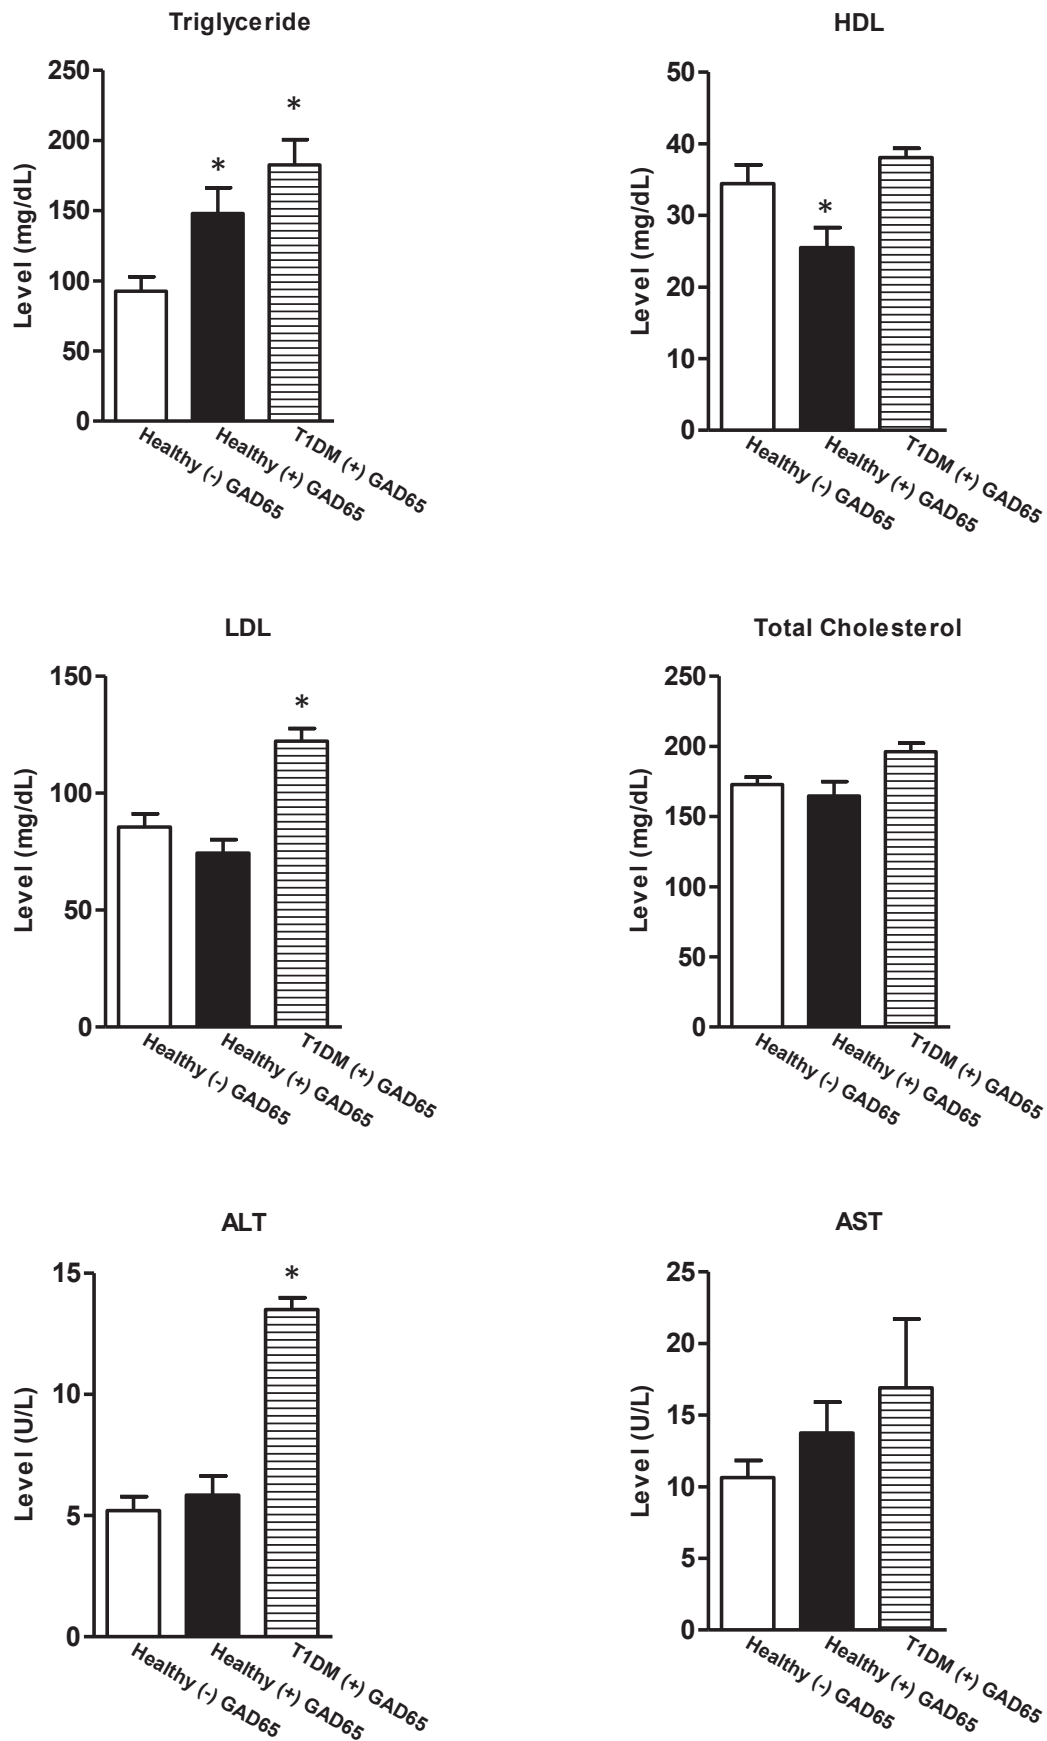 Triglyceride
Level (mg/dL)
250
200
150
100
50
0
*
*
Healthy (-) GAD65
Healthy (+) GAD65
T1DM (+) GAD65
HDL
Level (mg/dL)
50
40
30
20
10
0
*
Healthy (-) GAD65
Healthy (+) GAD65
T1DM (+) GAD65
LDL
Level (mg/dL)
150
100
50
0
*
Healthy (-) GAD65
Healthy (+) GAD65
T1DM (+) GAD65
Total Cholesterol
Level (mg/dL)
250
200
150
100
50
0
Healthy (-) GAD65
Healthy (+) GAD65
T1DM (+) GAD65
ALT
Level (U/L)
15
10
5
0
*
Healthy (-) GAD65
Healthy (+) GAD65
T1DM (+) GAD65
AST
Level (U/L)
25
20
15
10
5
0
Healthy (-) GAD65
Healthy (+) GAD65
T1DM (+) GAD65